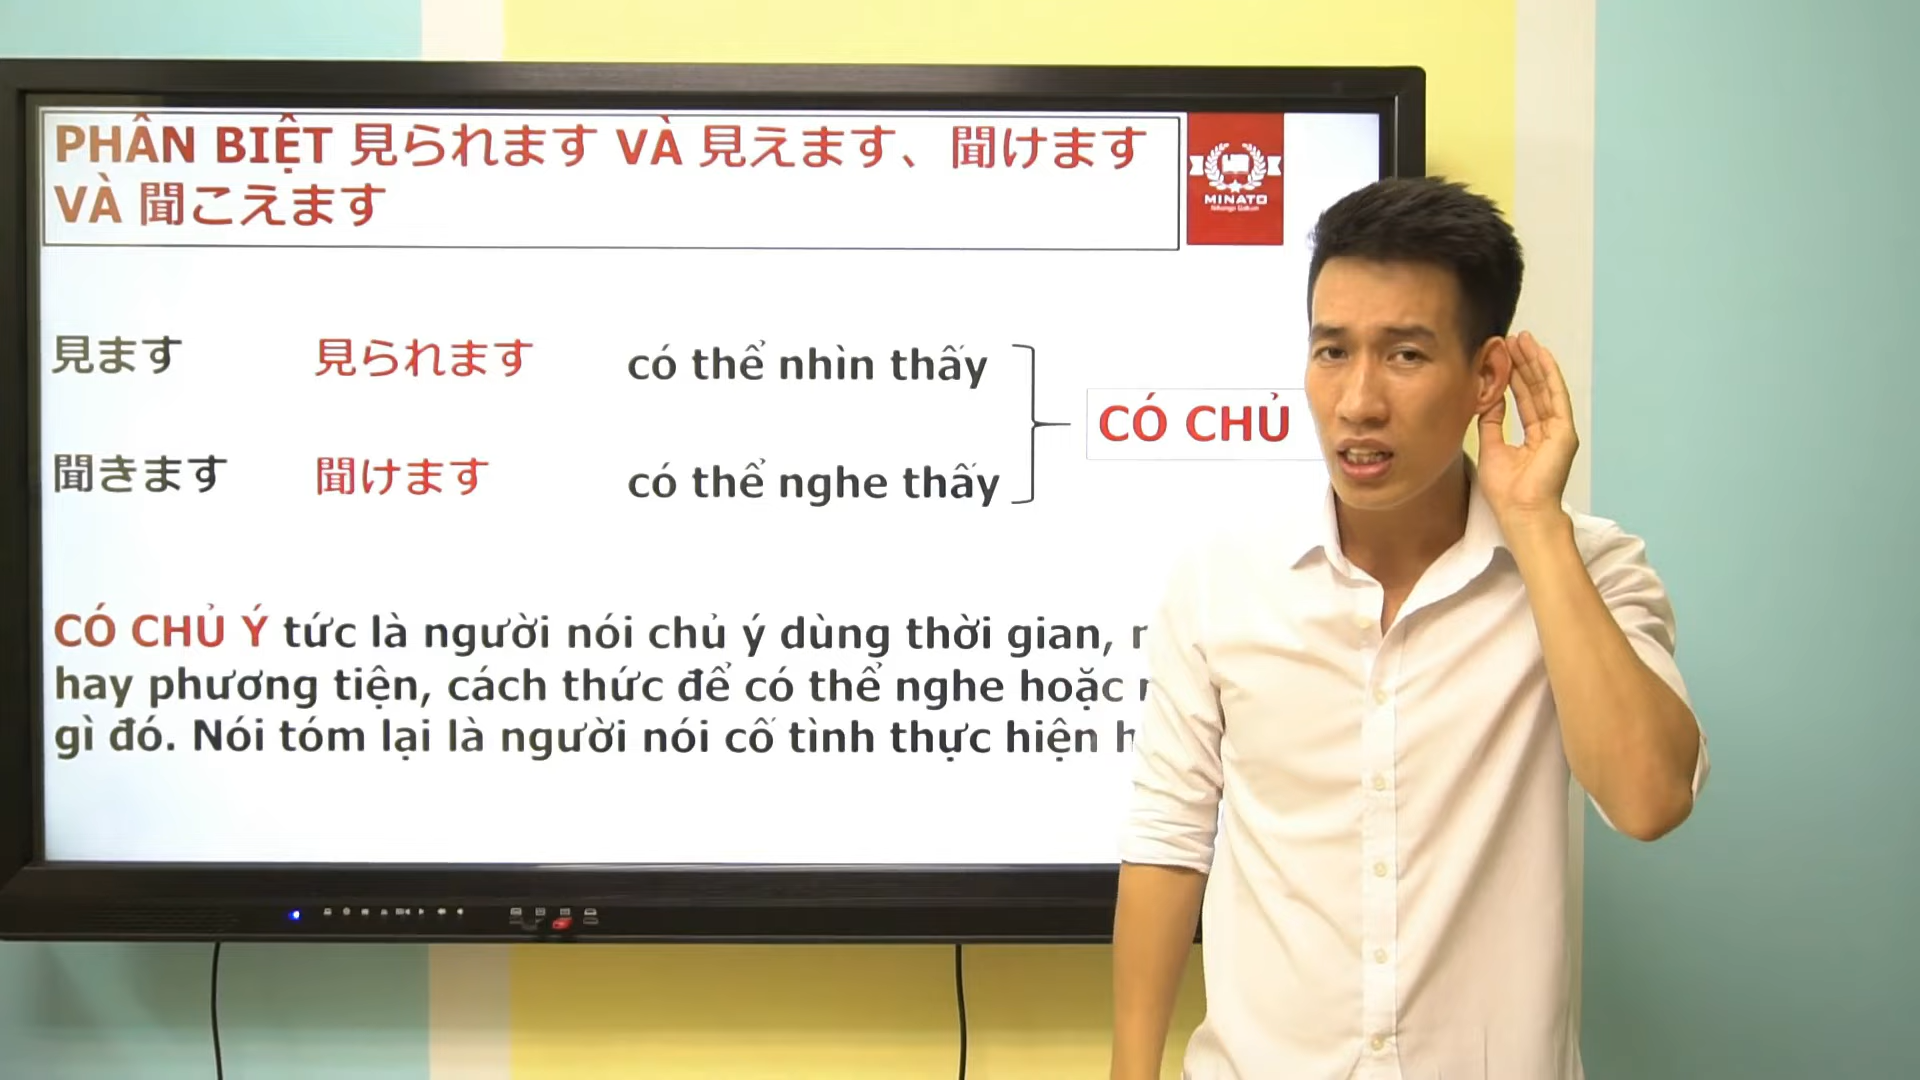 PHÂN BIỆT 見られます VÀ 見えます、聞けます
VÀ 聞こえます
MINATO
Nihongo Gakuin
見ます 見られます có thể nhìn thấy
CÓ CHỦ
聞きます 聞けます có thể nghe thấy
CÓ CHỦ Ý tức là người nói chủ ý dùng thời gian,
hay phương tiện, cách thức để có thể nghe hoặc
gì đó. Nói tóm lại là người nói cố tình thực hiện